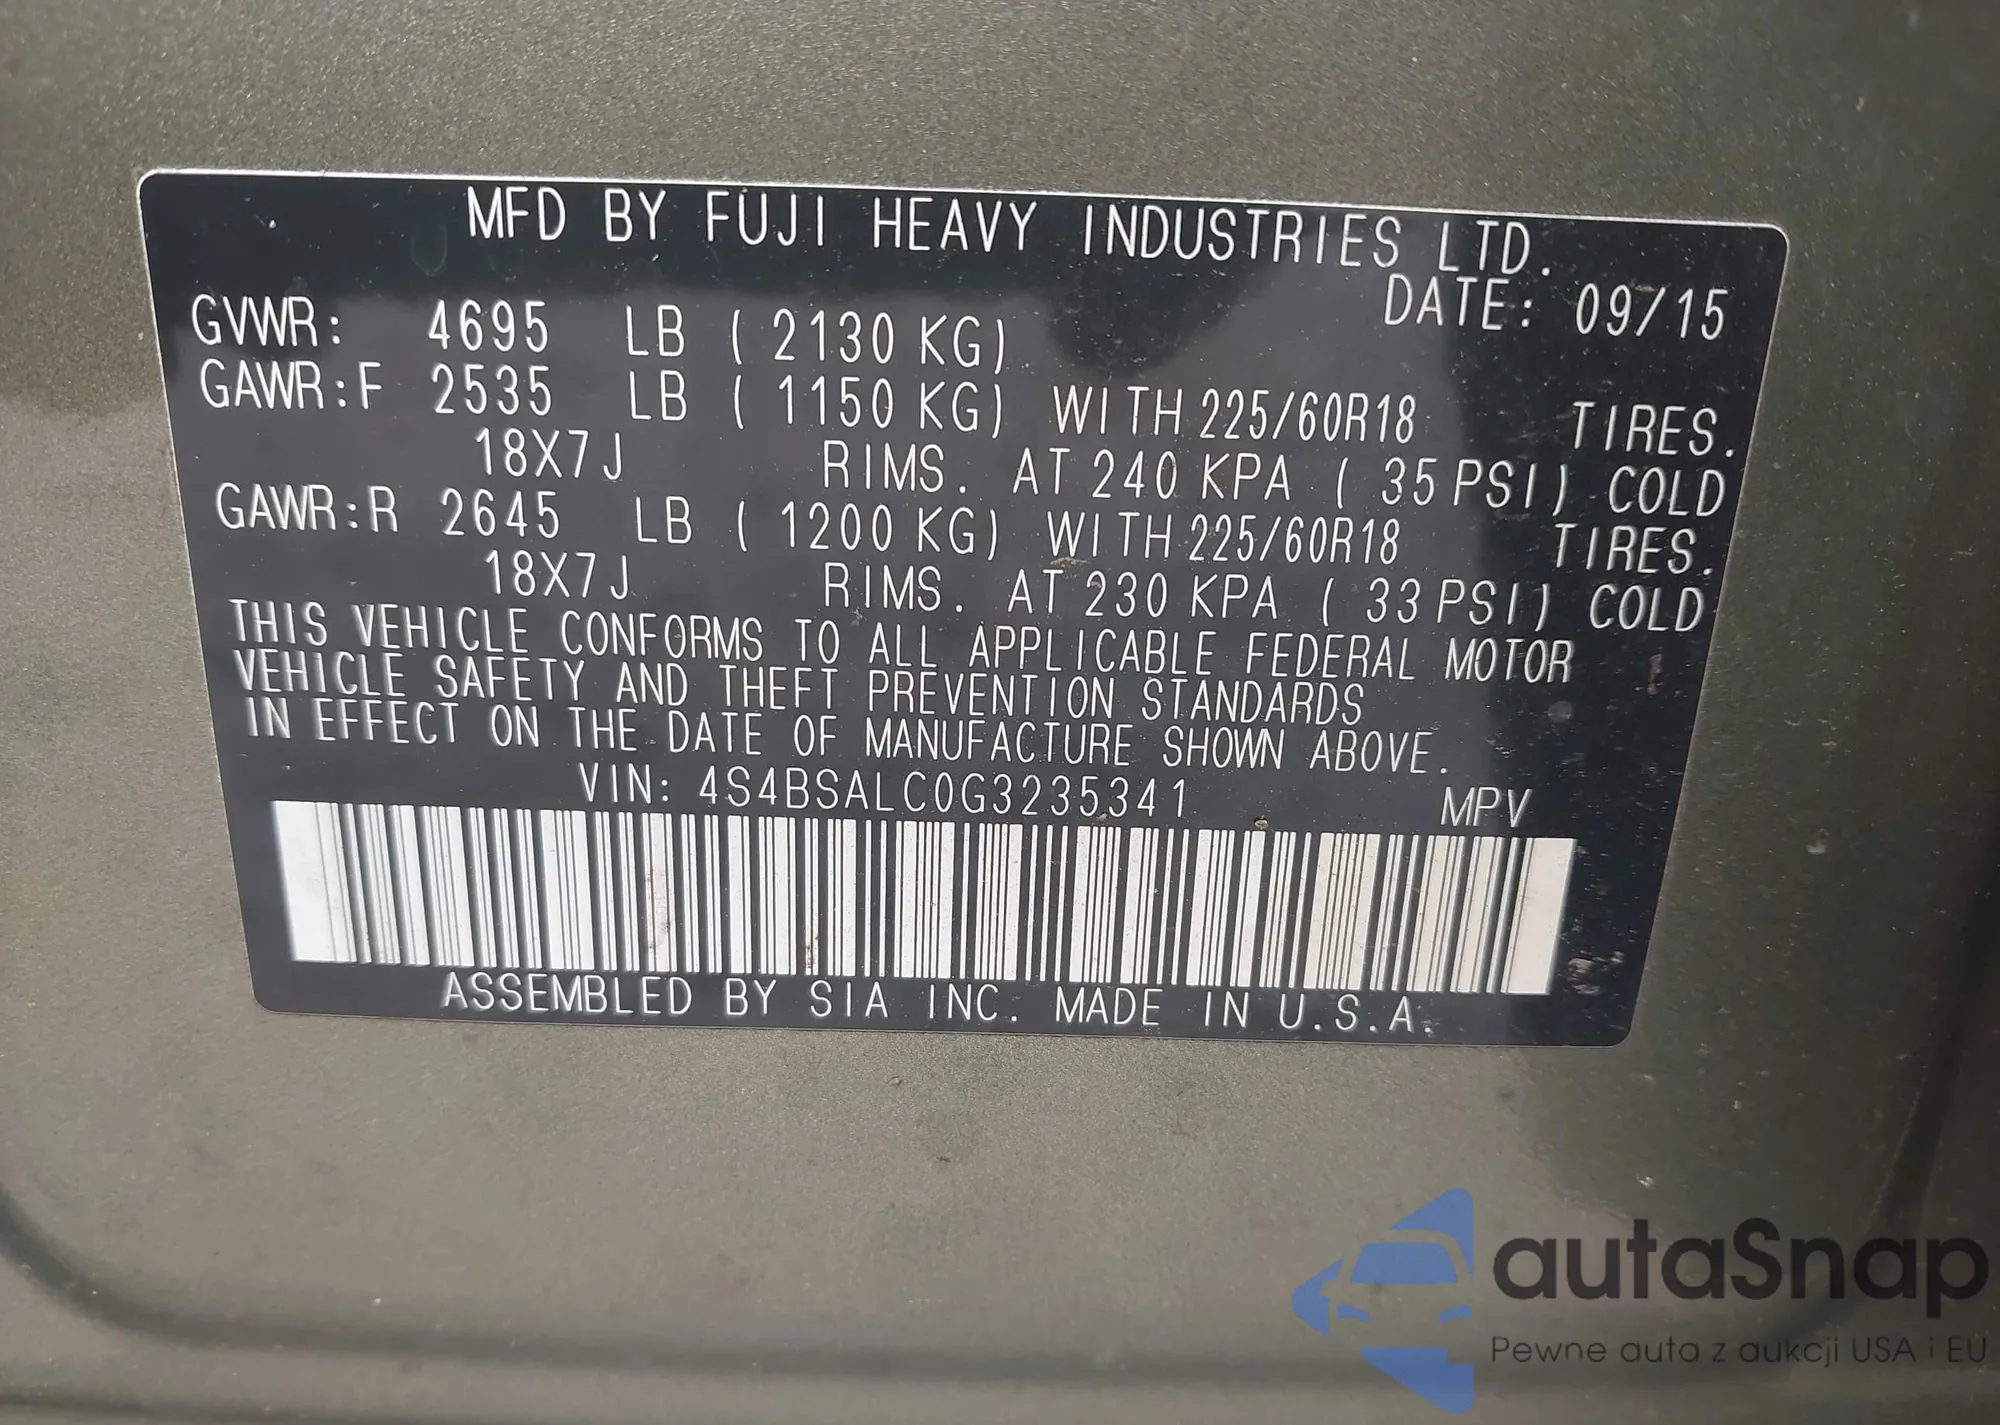 MFD BY FUJI HEAVY INDUSTRIES LTD.
DATE: 09/15
GVWR: 4695 LB ( 2130 KG)
GAWR:F 2535 LB ( 1150 KG) WITH 225/60R18 TIRES.
18X7J RIMS. AT 240 KPA ( 35 PSI) COLD
GAWR:R 2645 LB ( 1200 KG) WITH 225/60R18 TIRES.
18X7J RIMS. AT 230 KPA ( 33 PSI) COLD
THIS VEHICLE CONFORMS TO ALL APPLICABLE FEDERAL MOTOR
VEHICLE SAFETY AND THEFT PREVENTION STANDARDS
IN EFFECT ON THE DATE OF MANUFACTURE SHOWN ABOVE.
VIN: 4S4BSALC0G3235341 MPV
ASSEMBLED BY SIA INC. MADE IN U.S.A.
autaSnap
Pewne auta z aukcji USA i EU